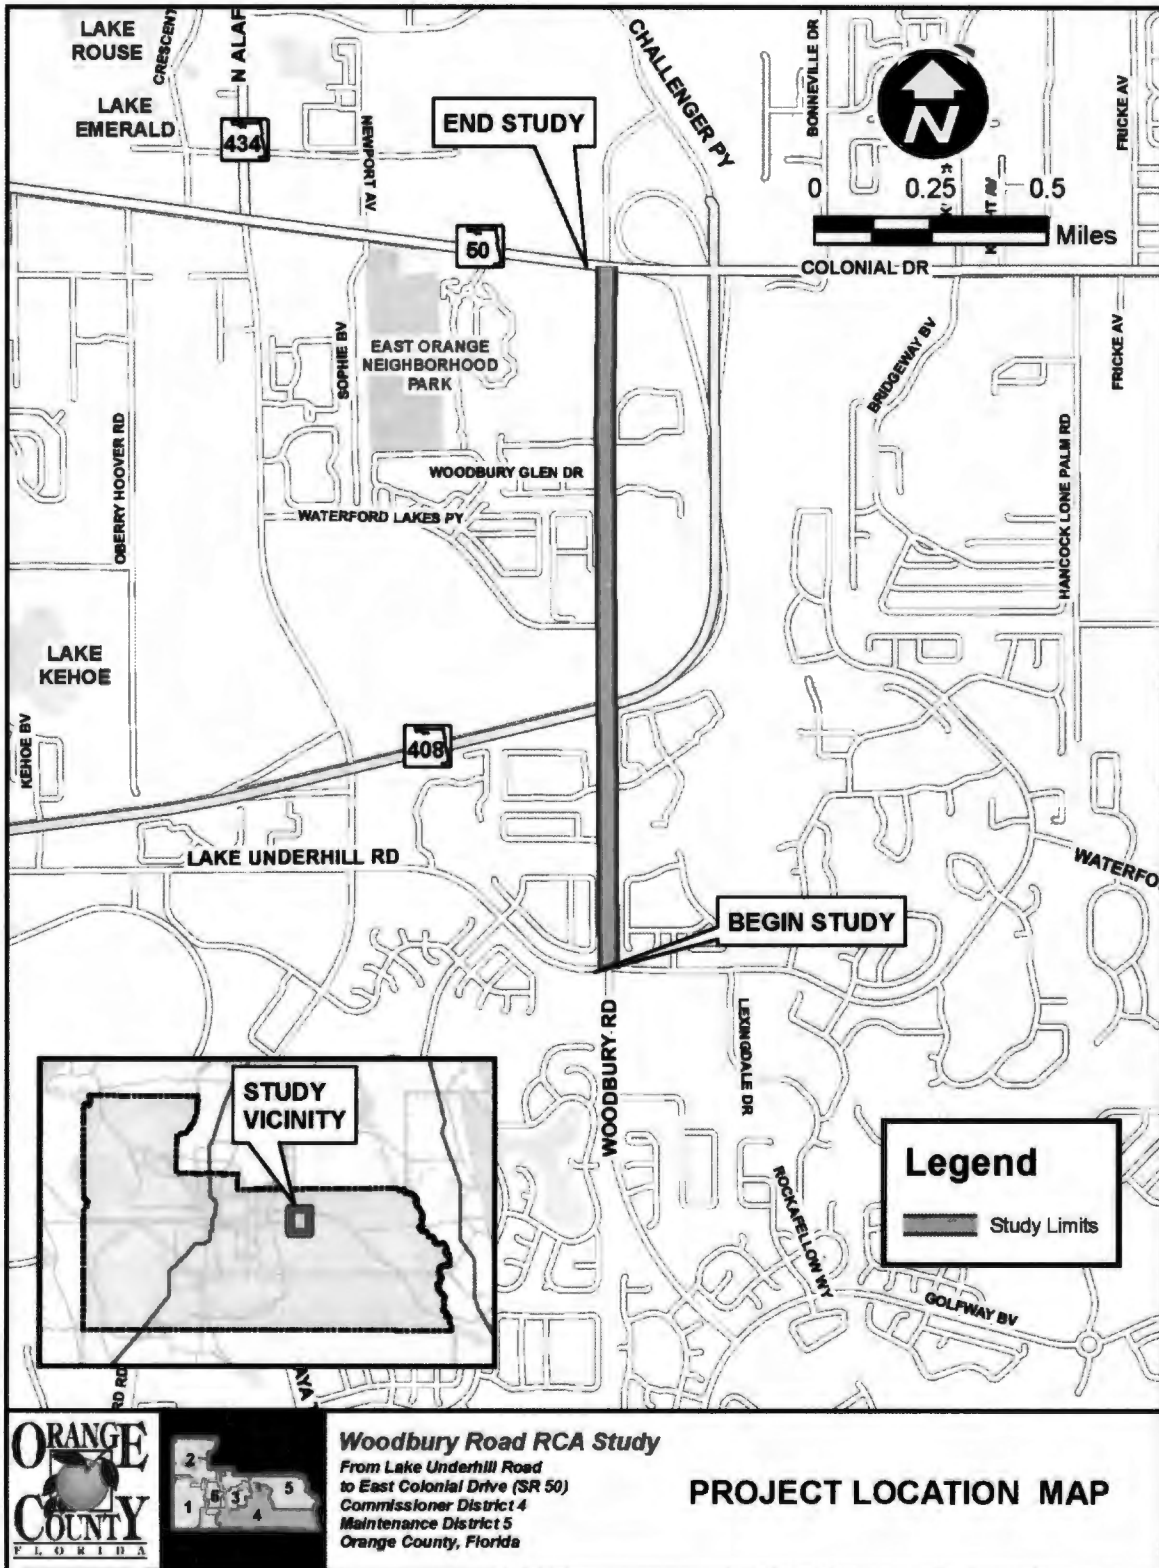 LAKE
ROUSE
CRESCENT
N ALAF
CHALLENGER PY
BONNEVILLE DR
FRICKE AV
LAKE
EMERALD
434
NEWPORT AV
END STUDY
N
0 0.25 0.5
Miles
50
COLONIAL DR
EAST ORANGE
NEIGHBORHOOD
PARK
SOPHIE BV
BRIDGEWAY BV
FRICKE AV
OBERRY HOOVER RD
WOODBURY GLEN DR
WATERFORD LAKES PY
HANCOCK LONE PALM RD
LAKE
KEHOE
KEHOE BV
408
LAKE UNDERHILL RD
WATERFO
BEGIN STUDY
WOODBURY RD
LEXINGDALE DR
STUDY
VICINITY
ROCKAFELLOW WY
GOLFWAY BV
Legend
Study Limits
RD RD
AYA T
ORANGE
COUNTY
FLORIDA
2
1
6
3
4
5
Woodbury Road RCA Study
From Lake Underhill Road
to East Colonial Drive (SR 50)
Commissioner District 4
Maintenance District 5
Orange County, Florida
PROJECT LOCATION MAP